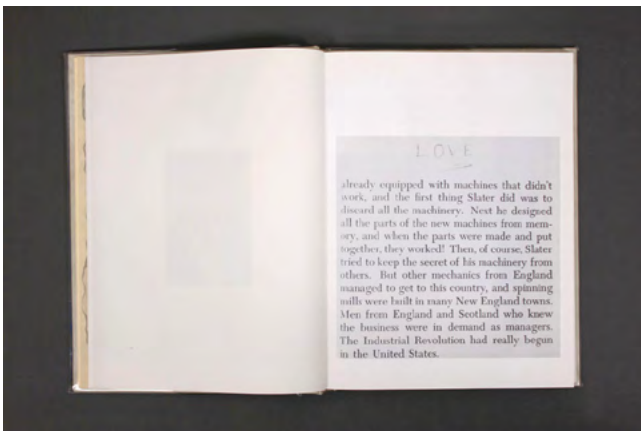 LOVE
already equipped with machines that didn't
work, and the first thing Slater did was to
discard all the machinery. Next he designed
all the parts of the new machines from mem-
ory, and when the parts were made and put
together, they worked! Then, of course, Slater
tried to keep the secret of his machinery from
others. But other mechanics from England
managed to get to this country, and spinning
mills were built in many New England towns.
Men from England and Scotland who knew
the business were in demand as managers.
The Industrial Revolution had really begun
in the United States.